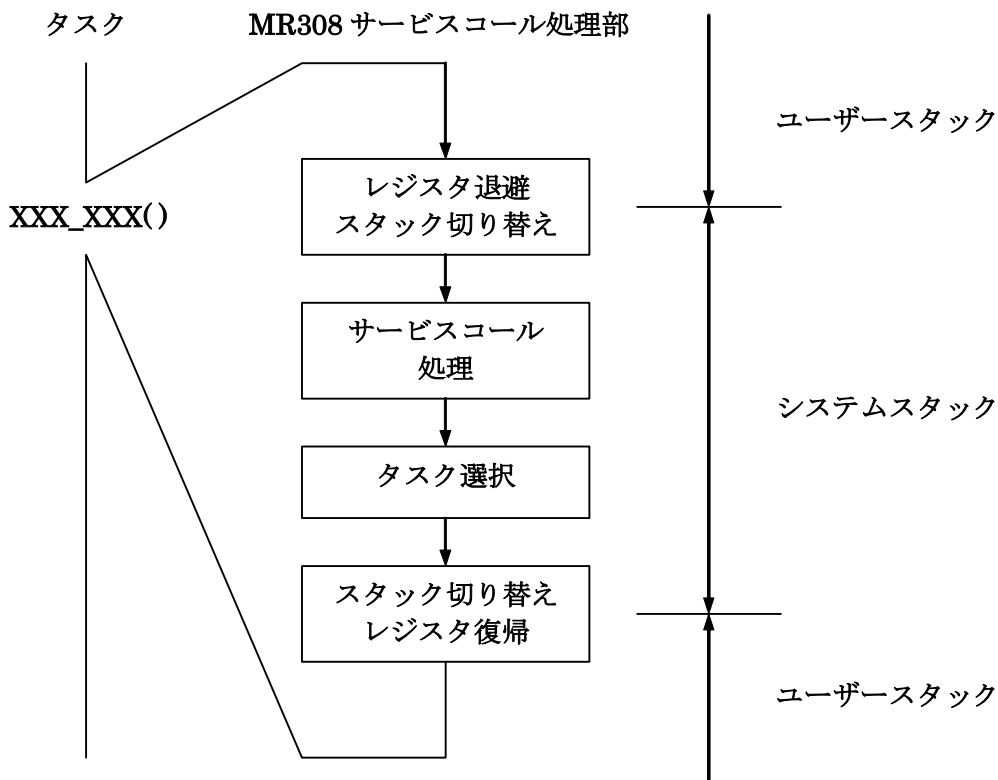 タスク
MR308 サービスコール処理部
ユーザースタック
レジスタ退避
スタック切り替え
XXX_XXX()
サービスコール
処理
システムスタック
タスク選択
スタック切り替え
レジスタ復帰
ユーザースタック